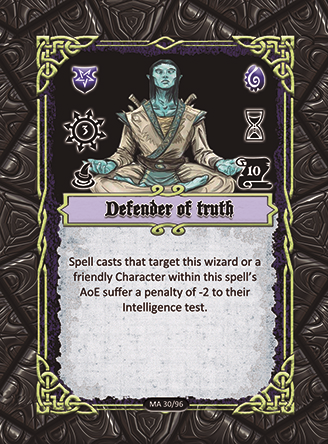 3
10
Defender of truth
Spell casts that target this wizard or a
friendly Character within this spell's
AoE suffer a penalty of -2 to their
Intelligence test.
MA 30/96